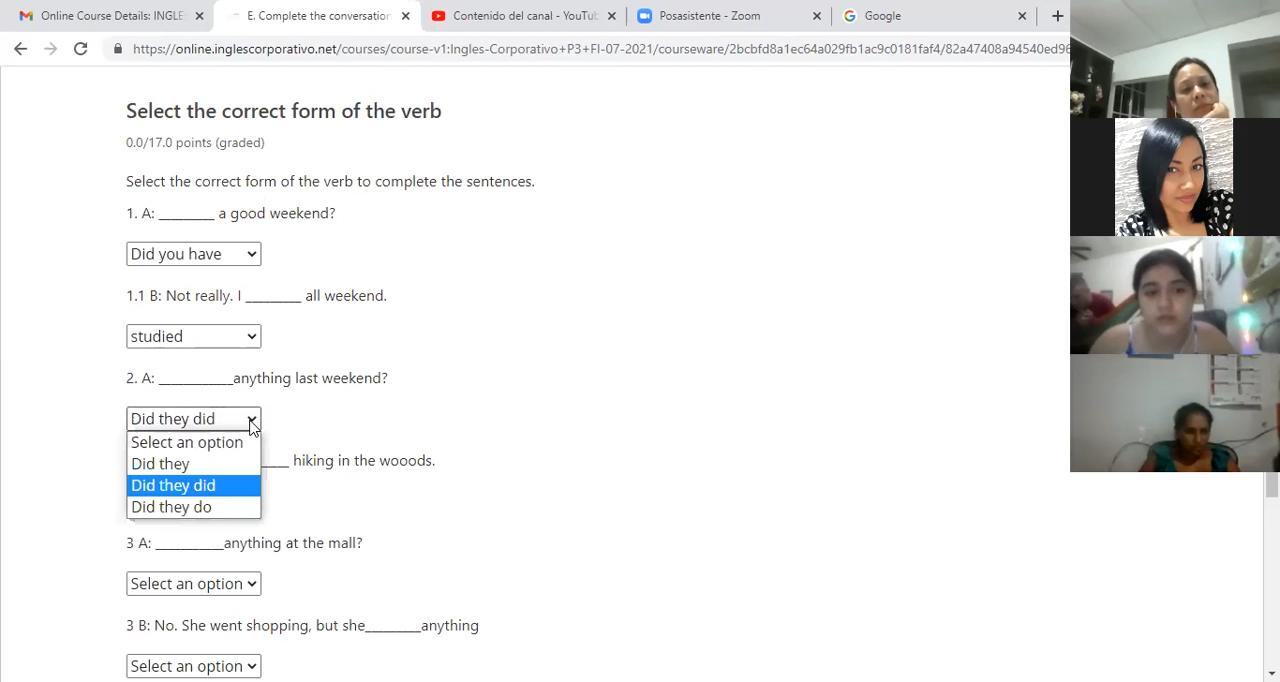 Online Course Details: INGLE
E. Complete the conversation
Contenido del canal - YouTu
Posasistente - Zoom
Google
https://online.inglescorporativo.net/courses/course-v1:Ingles-Corporativo+P3+FI-07-2021/courseware/2bcbfd8a1ec64a029fb1ac9c0181faf4/82a47408a94540ed96
Select the correct form of the verb
0.0/17.0 points (graded)
Select the correct form of the verb to complete the sentences.
1. A: ________ a good weekend?
Did you have
1.1 B: Not really. I ________ all weekend.
studied
2. A: ___________anything last weekend?
Did they did
Select an option
Did they
Did they did
Did they do
____ hiking in the wooods.
3 A: __________anything at the mall?
Select an option
3 B: No. She went shopping, but she________anything
Select an option